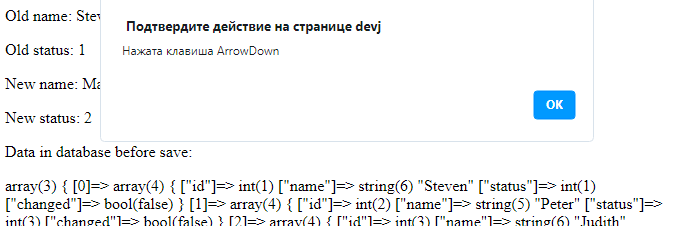 Old name: Stev
Подтвердите действие на странице devj
Old status: 1
Нажата клавиша ArrowDown
New name: Ma
OK
New status: 2
Data in database before save:
array(3) { [0]=> array(4) { ["id"]=> int(1) ["name"]=> string(6) "Steven" ["status"]=> int(1)
["changed"]=> bool(false) } [1]=> array(4) { ["id"]=> int(2) ["name"]=> string(5) "Peter" ["status"]=>
int(3) ["changed"]=> bool(false) } [2]=> array(4) { ["id"]=> int(3) ["name"]=> string(6) "Judith"